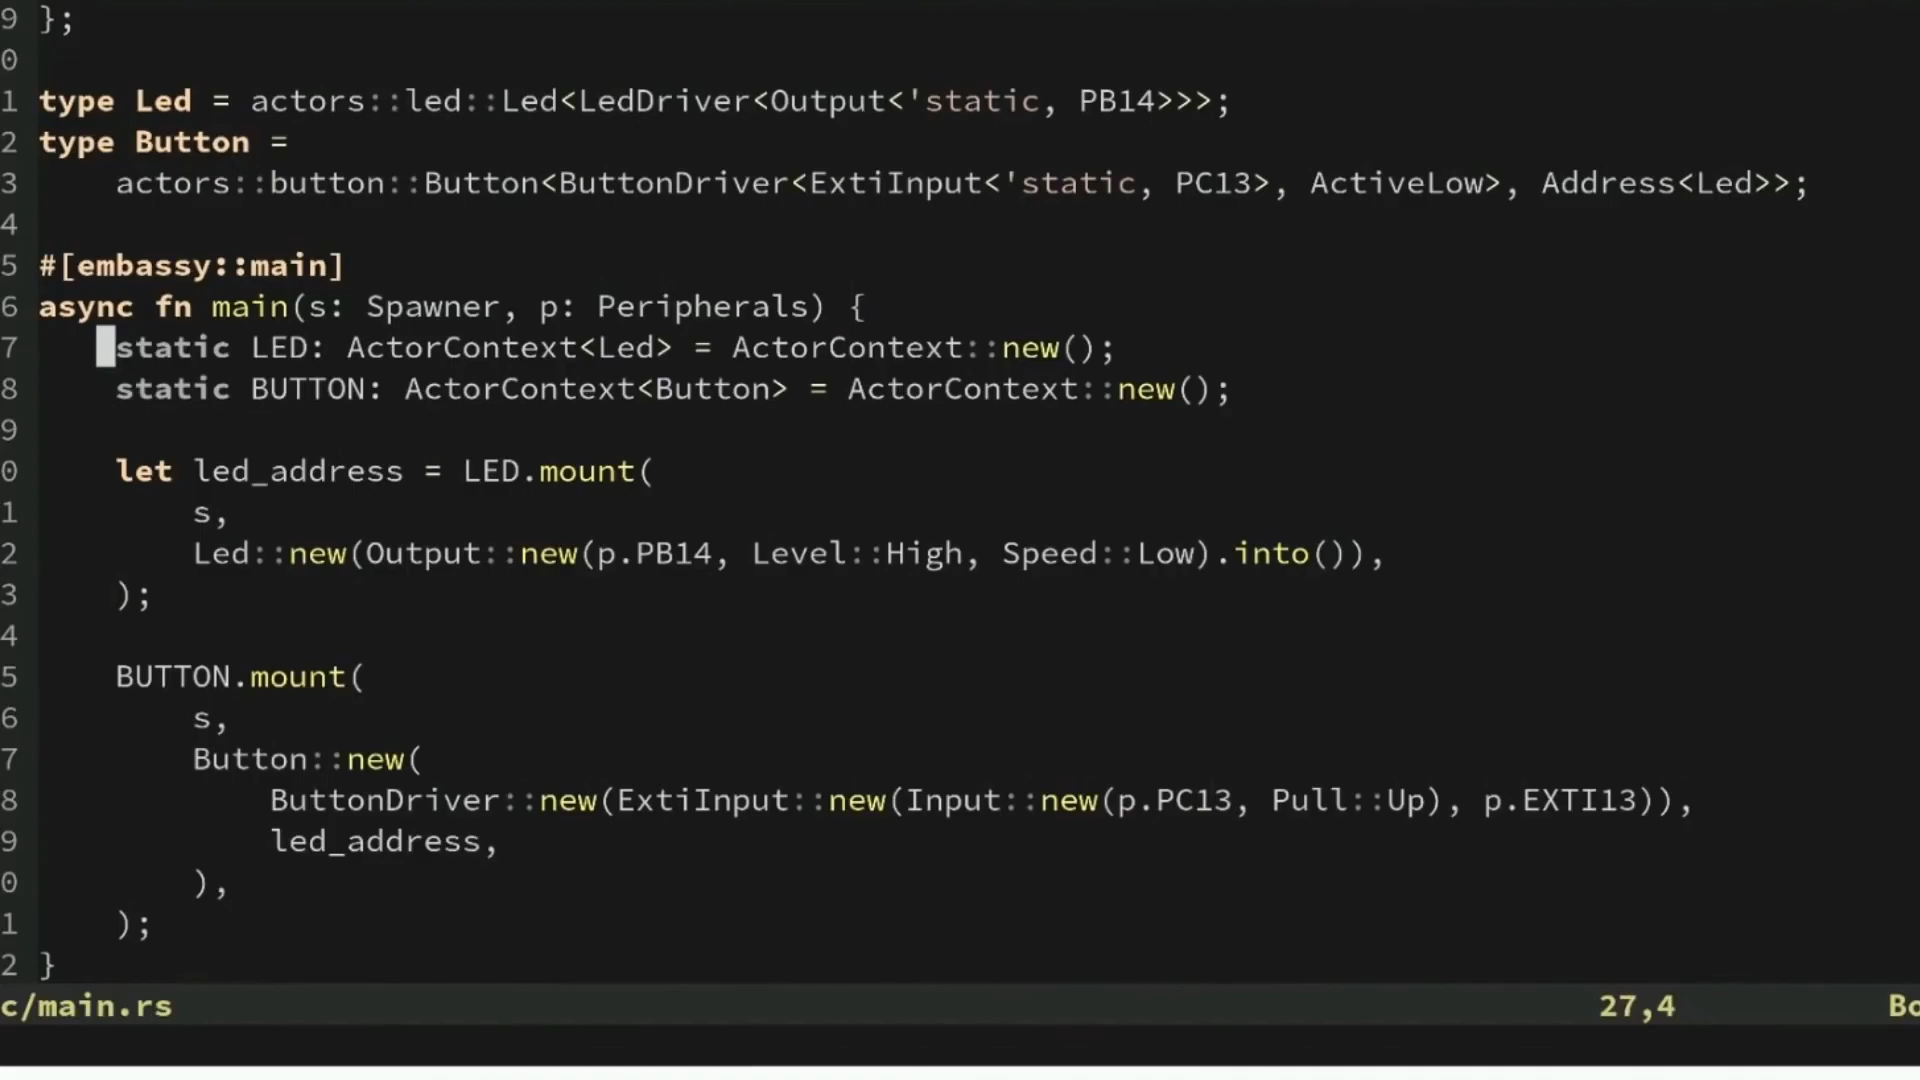 9 };
0
1 type Led = actors::led::Led<LedDriver<Output<'static, PB14>>>;
2 type Button =
3     actors::button::Button<ButtonDriver<ExtiInput<'static, PC13>, ActiveLow>, Address<Led>>;
4
5 #[embassy::main]
6 async fn main(s: Spawner, p: Peripherals) {
7     static LED: ActorContext<Led> = ActorContext::new();
8     static BUTTON: ActorContext<Button> = ActorContext::new();
9
0     let led_address = LED.mount(
1         s,
2         Led::new(Output::new(p.PB14, Level::High, Speed::Low).into()),
3     );
4
5     BUTTON.mount(
6         s,
7         Button::new(
8             ButtonDriver::new(ExtiInput::new(Input::new(p.PC13, Pull::Up), p.EXTI13)),
9             led_address,
0         ),
1     );
2 }
c/main.rs 27,4 Bo